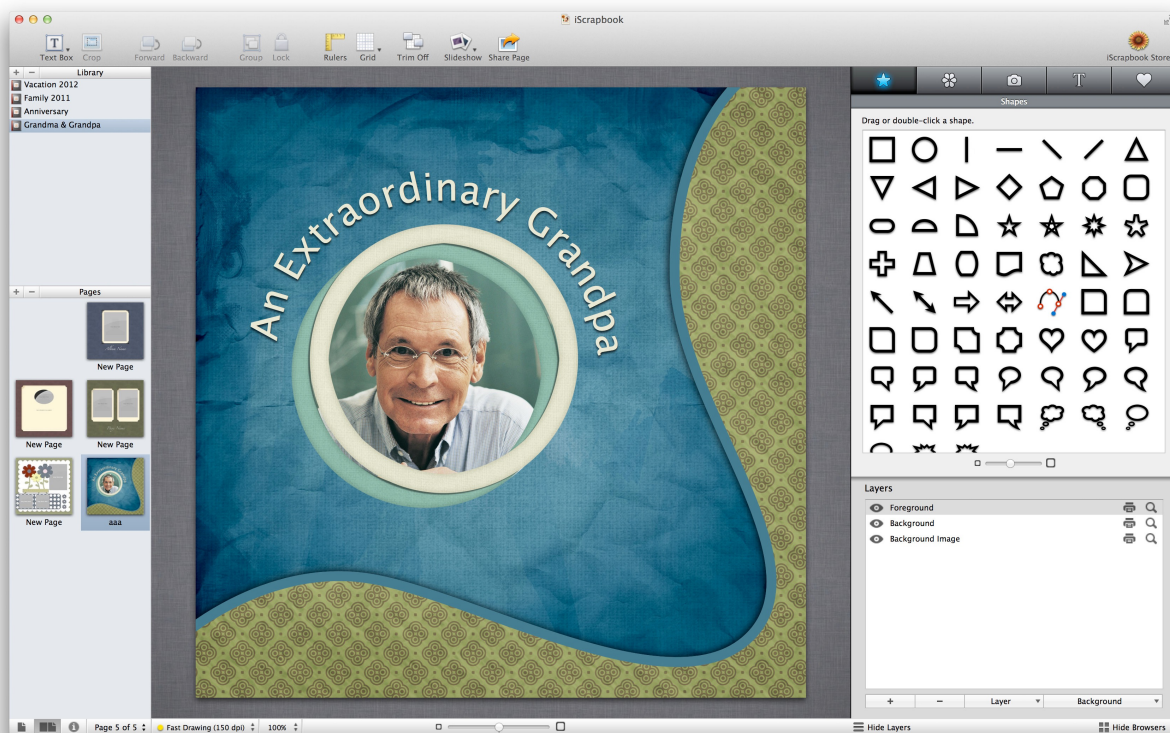 iScrapbook
Text Box
Crop
Forward
Backward
Group
Lock
Rulers
Grid
Trim Off
Slideshow
Share Page
iScrapbook Store
Library
Vacation 2012
Family 2011
Anniversary
Grandma & Grandpa
Pages
New Page
New Page
New Page
New Page
aaa
An Extraordinary Grandpa
Shapes
Drag or double-click a shape.
Layers
Foreground
Background
Background Image
Layer
Background
Page 5 of 5
Fast Drawing (150 dpi)
100%
Hide Layers
Hide Browsers